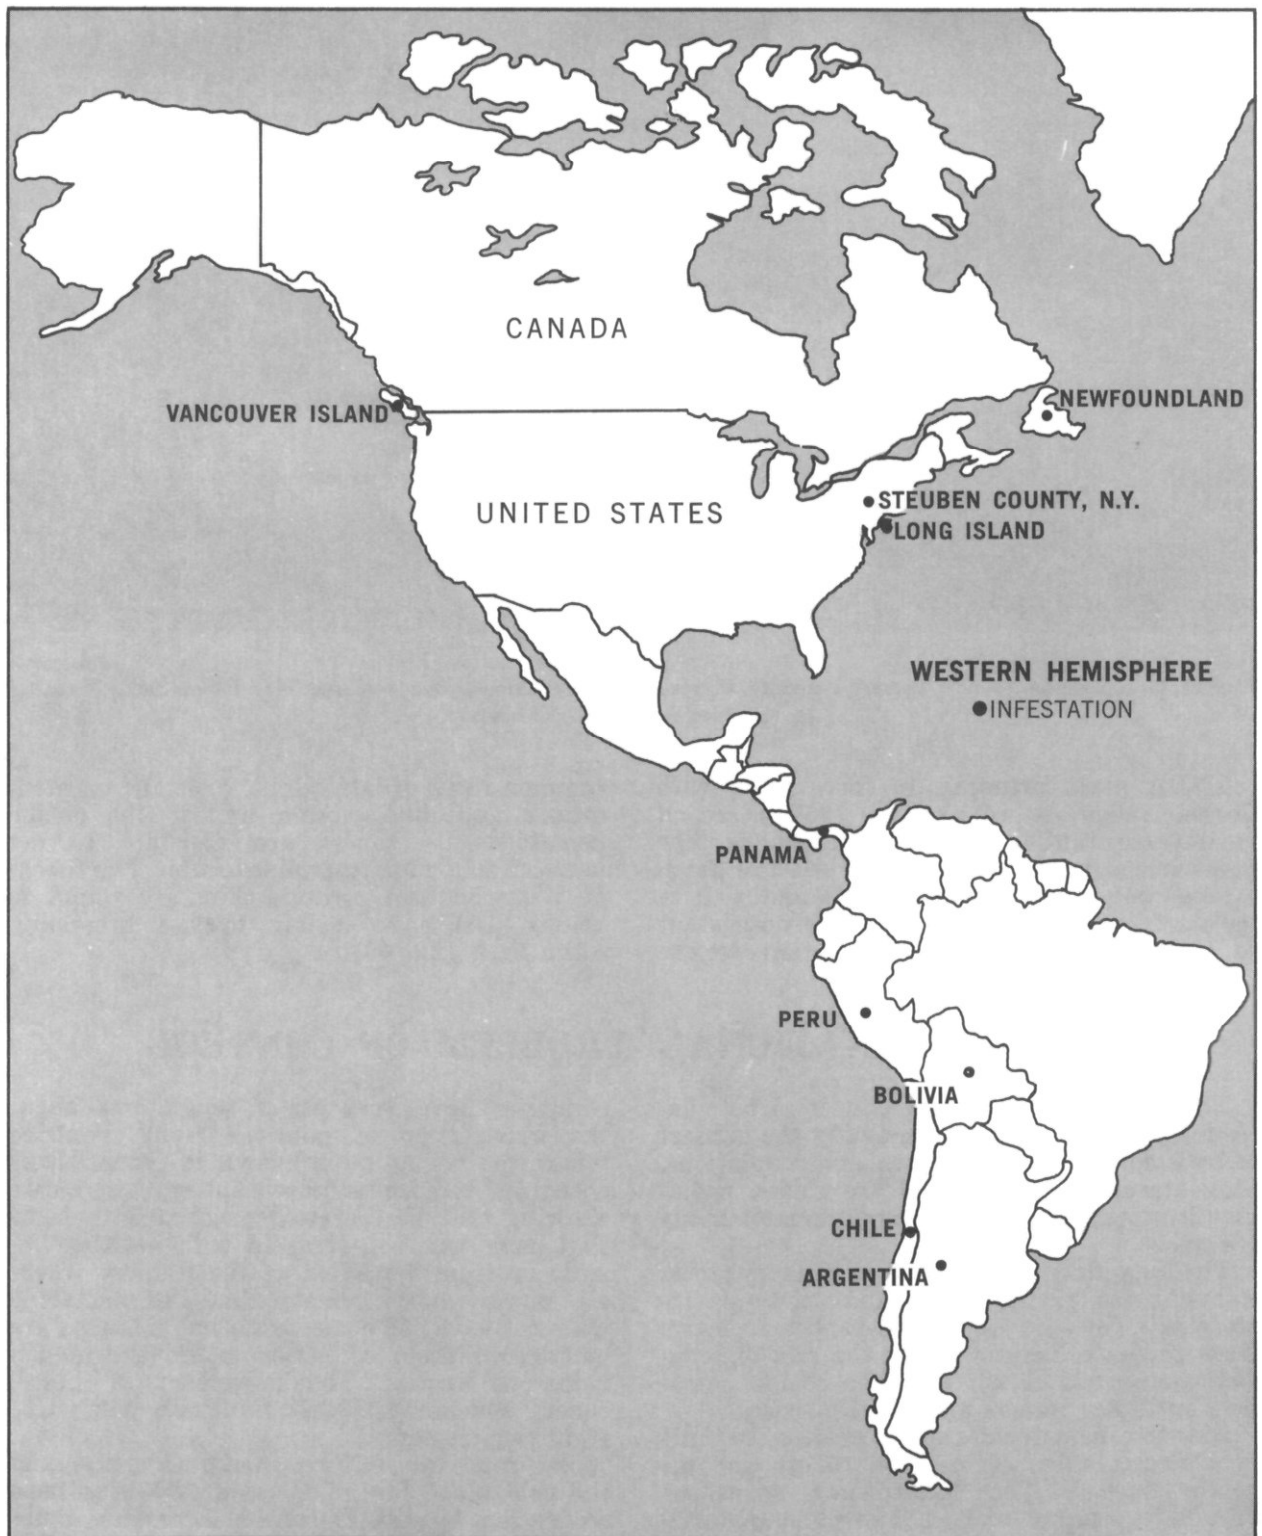 CANADA
VANCOUVER ISLAND
NEWFOUNDLAND
UNITED STATES
STEUBEN COUNTY, N.Y.
LONG ISLAND
WESTERN HEMISPHERE
INFESTATION
PANAMA
PERU
BOLIVIA
CHILE
ARGENTINA